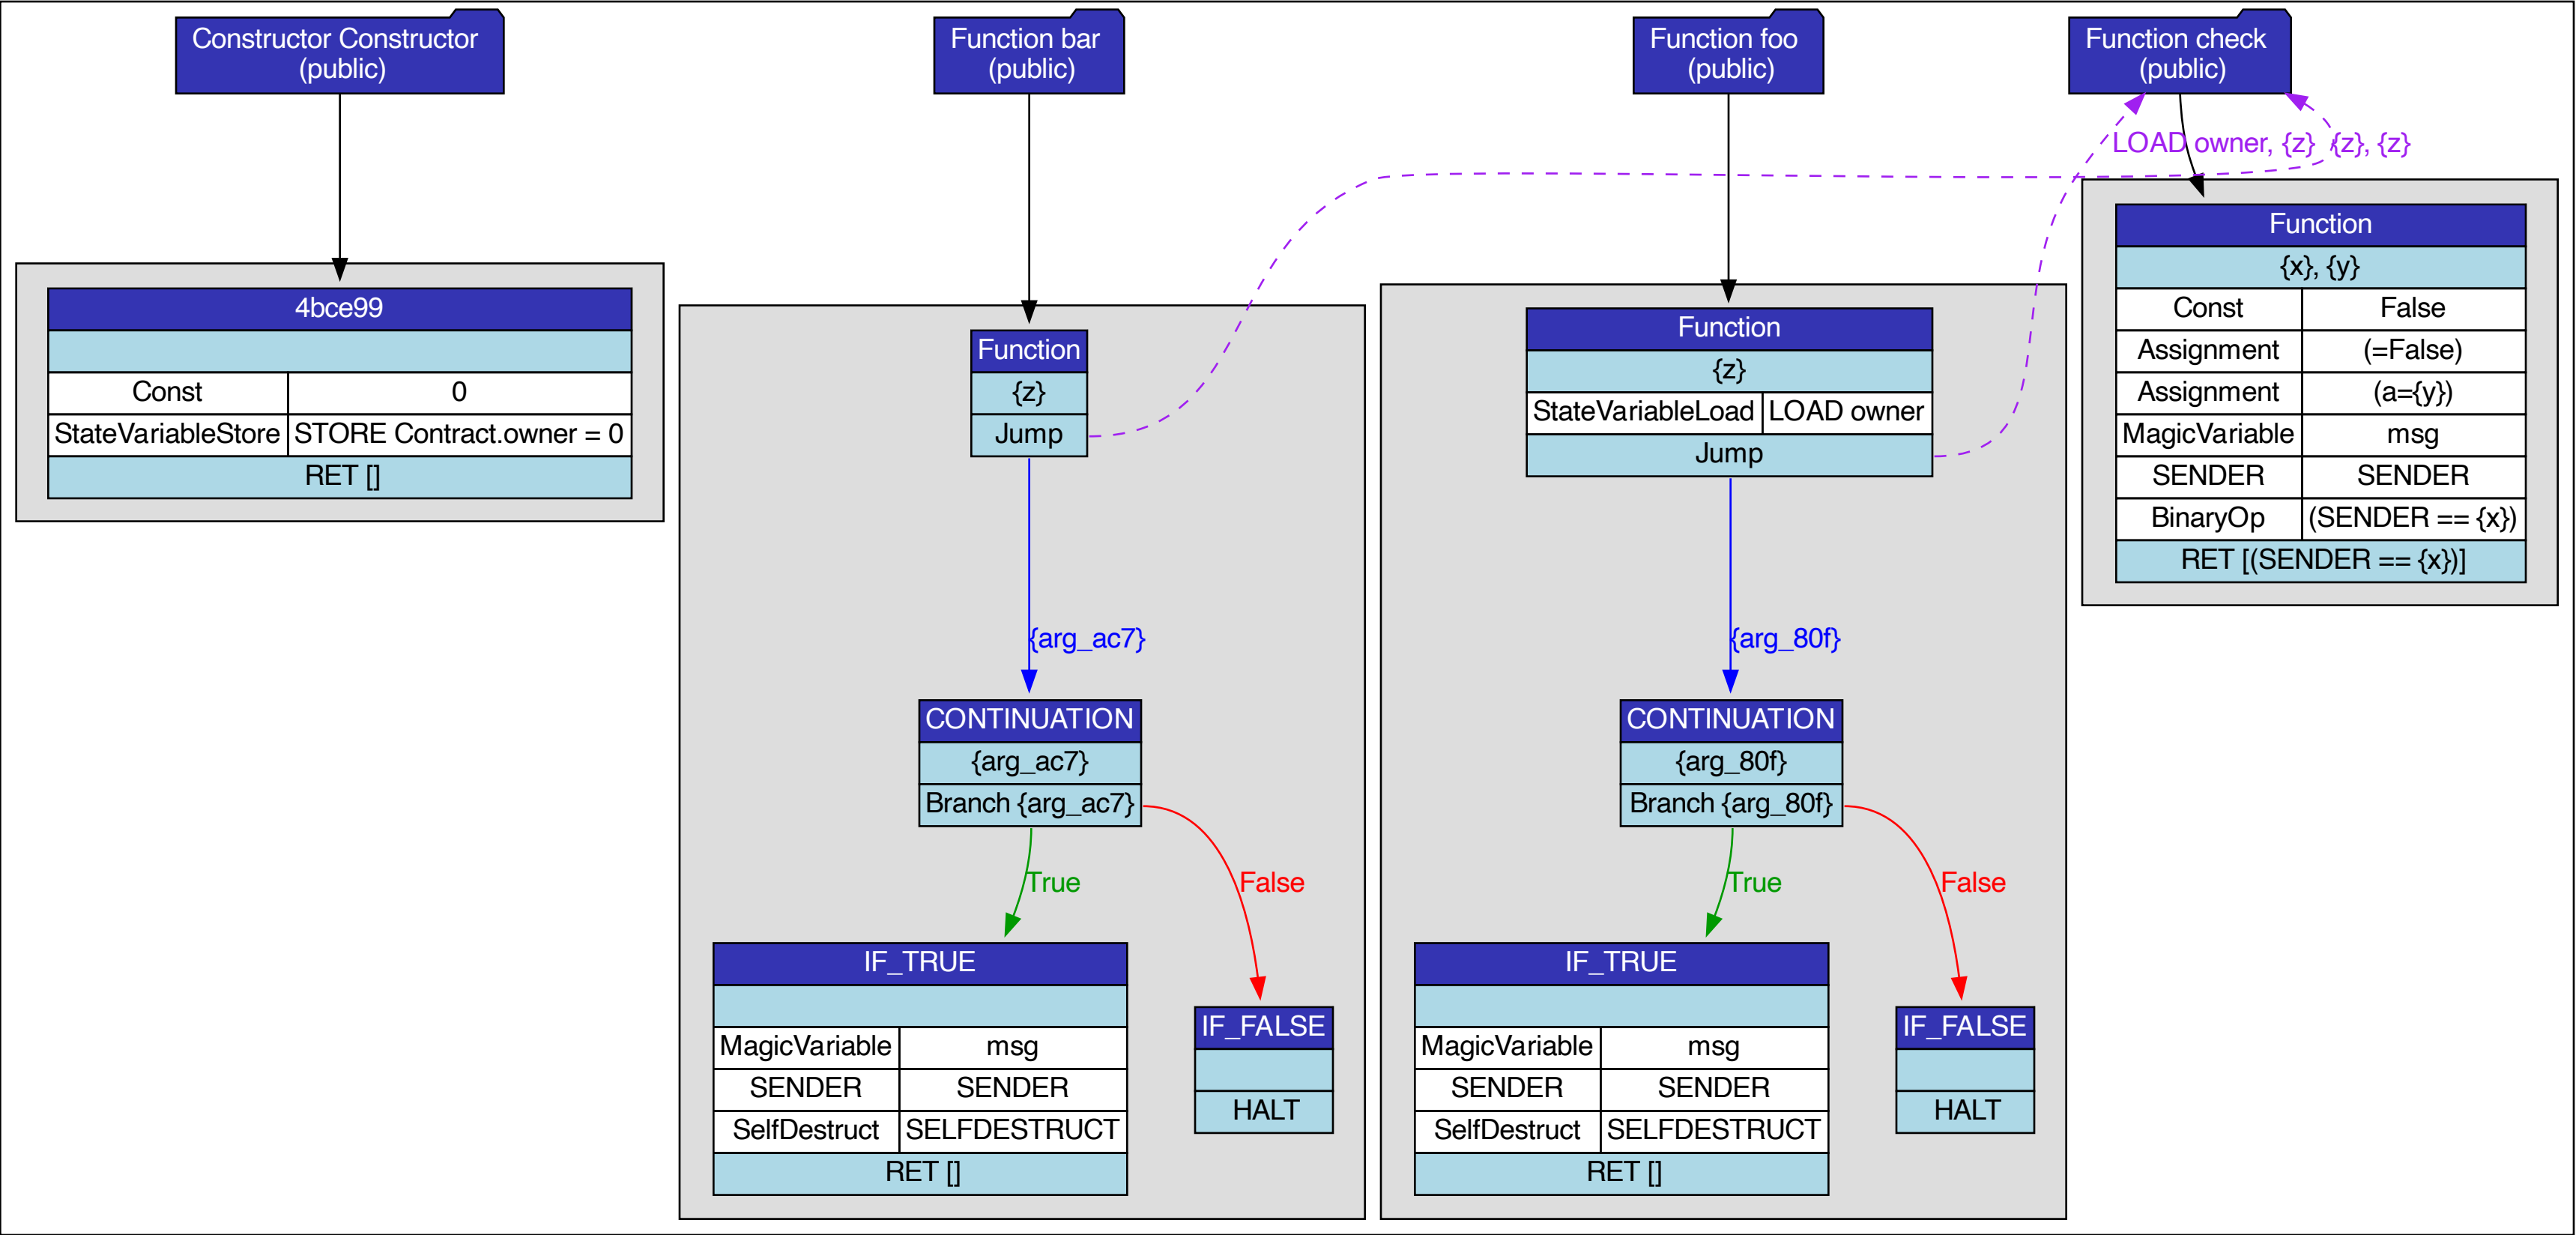 Constructor Constructor
(public)
Function bar
(public)
Function foo
(public)
Function check
(public)
LOAD owner, {z}
{z}, {z}
4bce99
Const 0
StateVariableStore STORE Contract.owner = 0
RET []
Function
{z}
Jump
{arg_ac7}
CONTINUATION
{arg_ac7}
Branch {arg_ac7}
True
False
IF_TRUE
MagicVariable msg
SENDER SENDER
SelfDestruct SELFDESTRUCT
RET []
IF_FALSE
HALT
Function
{z}
StateVariableLoad LOAD owner
Jump
{arg_80f}
CONTINUATION
{arg_80f}
Branch {arg_80f}
True
False
IF_TRUE
MagicVariable msg
SENDER SENDER
SelfDestruct SELFDESTRUCT
RET []
IF_FALSE
HALT
Function
{x}, {y}
Const False
Assignment (=False)
Assignment (a={y})
MagicVariable msg
SENDER SENDER
BinaryOp (SENDER == {x})
RET [(SENDER == {x})]